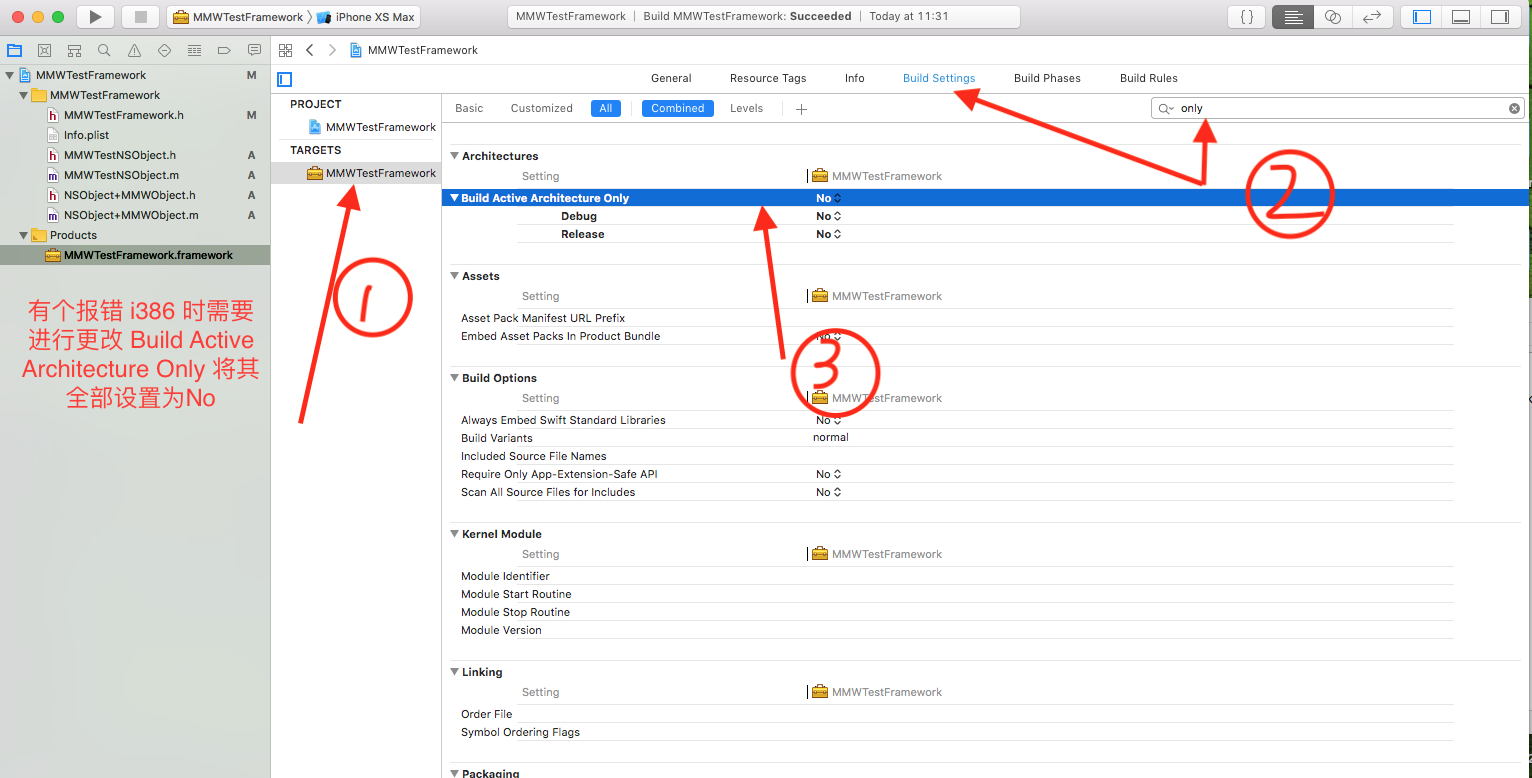 MMWTestFramework 〉 iPhone XS Max
MMWTestFramework | Build MMWTestFramework: Succeeded | Today at 11:31
MMWTestFramework
MMWTestFramework M
MMWTestFramework
MMWTestFramework.h M
Info.plist
MMWTestNSObject.h A
MMWTestNSObject.m A
NSObject+MMWObject.h A
NSObject+MMWObject.m A
Products
MMWTestFramework.framework
有个报错 i386 时需要
进行更改 Build Active
Architecture Only 将其
全部设置为No
General Resource Tags Info Build Settings Build Phases Build Rules
PROJECT
MMWTestFramework
TARGETS
MMWTestFramework
1
Basic Customized All Combined Levels + only
2
Architectures
Setting MMWTestFramework
Build Active Architecture Only No
Debug No
Release No
3
Assets
Setting MMWTestFramework
Asset Pack Manifest URL Prefix
Embed Asset Packs In Product Bundle No
Build Options
Setting MMWTestFramework
Always Embed Swift Standard Libraries No
Build Variants normal
Included Source File Names
Require Only App-Extension-Safe API No
Scan All Source Files for Includes No
Kernel Module
Setting MMWTestFramework
Module Identifier
Module Start Routine
Module Stop Routine
Module Version
Linking
Setting MMWTestFramework
Order File
Symbol Ordering Flags
Packaging